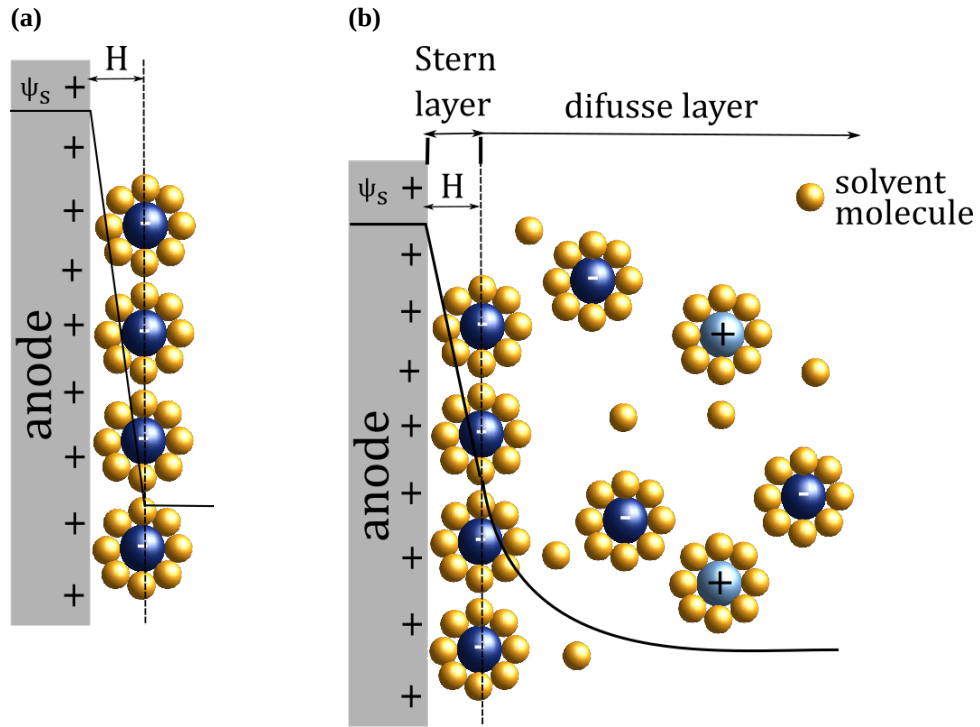 (a)
H
ψs
+
+
+
+
+
+
+
+
+
anode
-
-
-
-
(b)
Stern
layer
difusse layer
H
ψs
+
+
+
+
+
+
+
+
+
anode
-
-
-
-
-
-
-
+
+
solvent
molecule